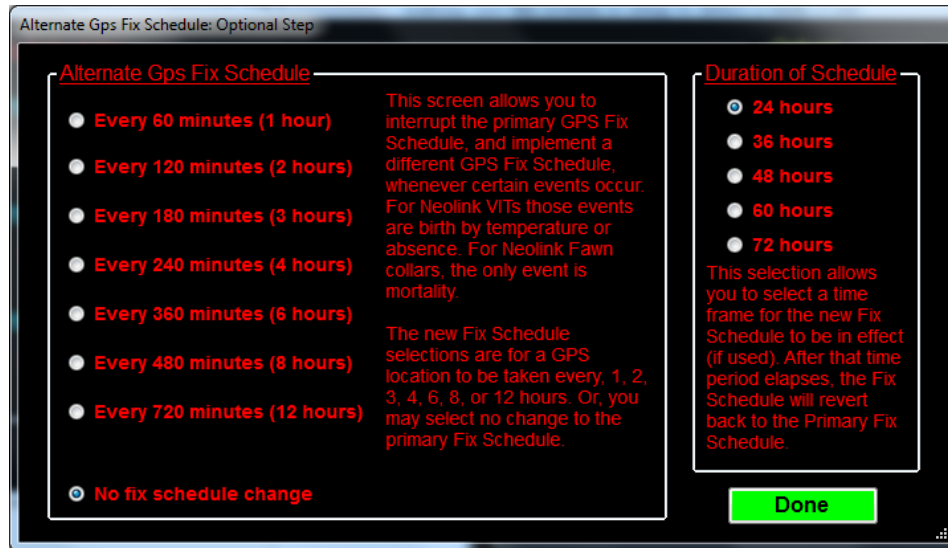 Alternate Gps Fix Schedule: Optional Step
Alternate Gps Fix Schedule
Every 60 minutes (1 hour)
Every 120 minutes (2 hours)
Every 180 minutes (3 hours)
Every 240 minutes (4 hours)
Every 360 minutes (6 hours)
Every 480 minutes (8 hours)
Every 720 minutes (12 hours)
No fix schedule change
This screen allows you to
interrupt the primary GPS Fix
Schedule, and implement a
different GPS Fix Schedule,
whenever certain events occur.
For Neolink VITs those events
are birth by temperature or
absence. For Neolink Fawn
collars, the only event is
mortality.
The new Fix Schedule
selections are for a GPS
location to be taken every, 1, 2,
3, 4, 6, 8, or 12 hours. Or, you
may select no change to the
primary Fix Schedule.
Duration of Schedule
24 hours
36 hours
48 hours
60 hours
72 hours
This selection allows
you to select a time
frame for the new Fix
Schedule to be in effect
(if used). After that time
period elapses, the Fix
Schedule will revert
back to the Primary Fix
Schedule.
Done